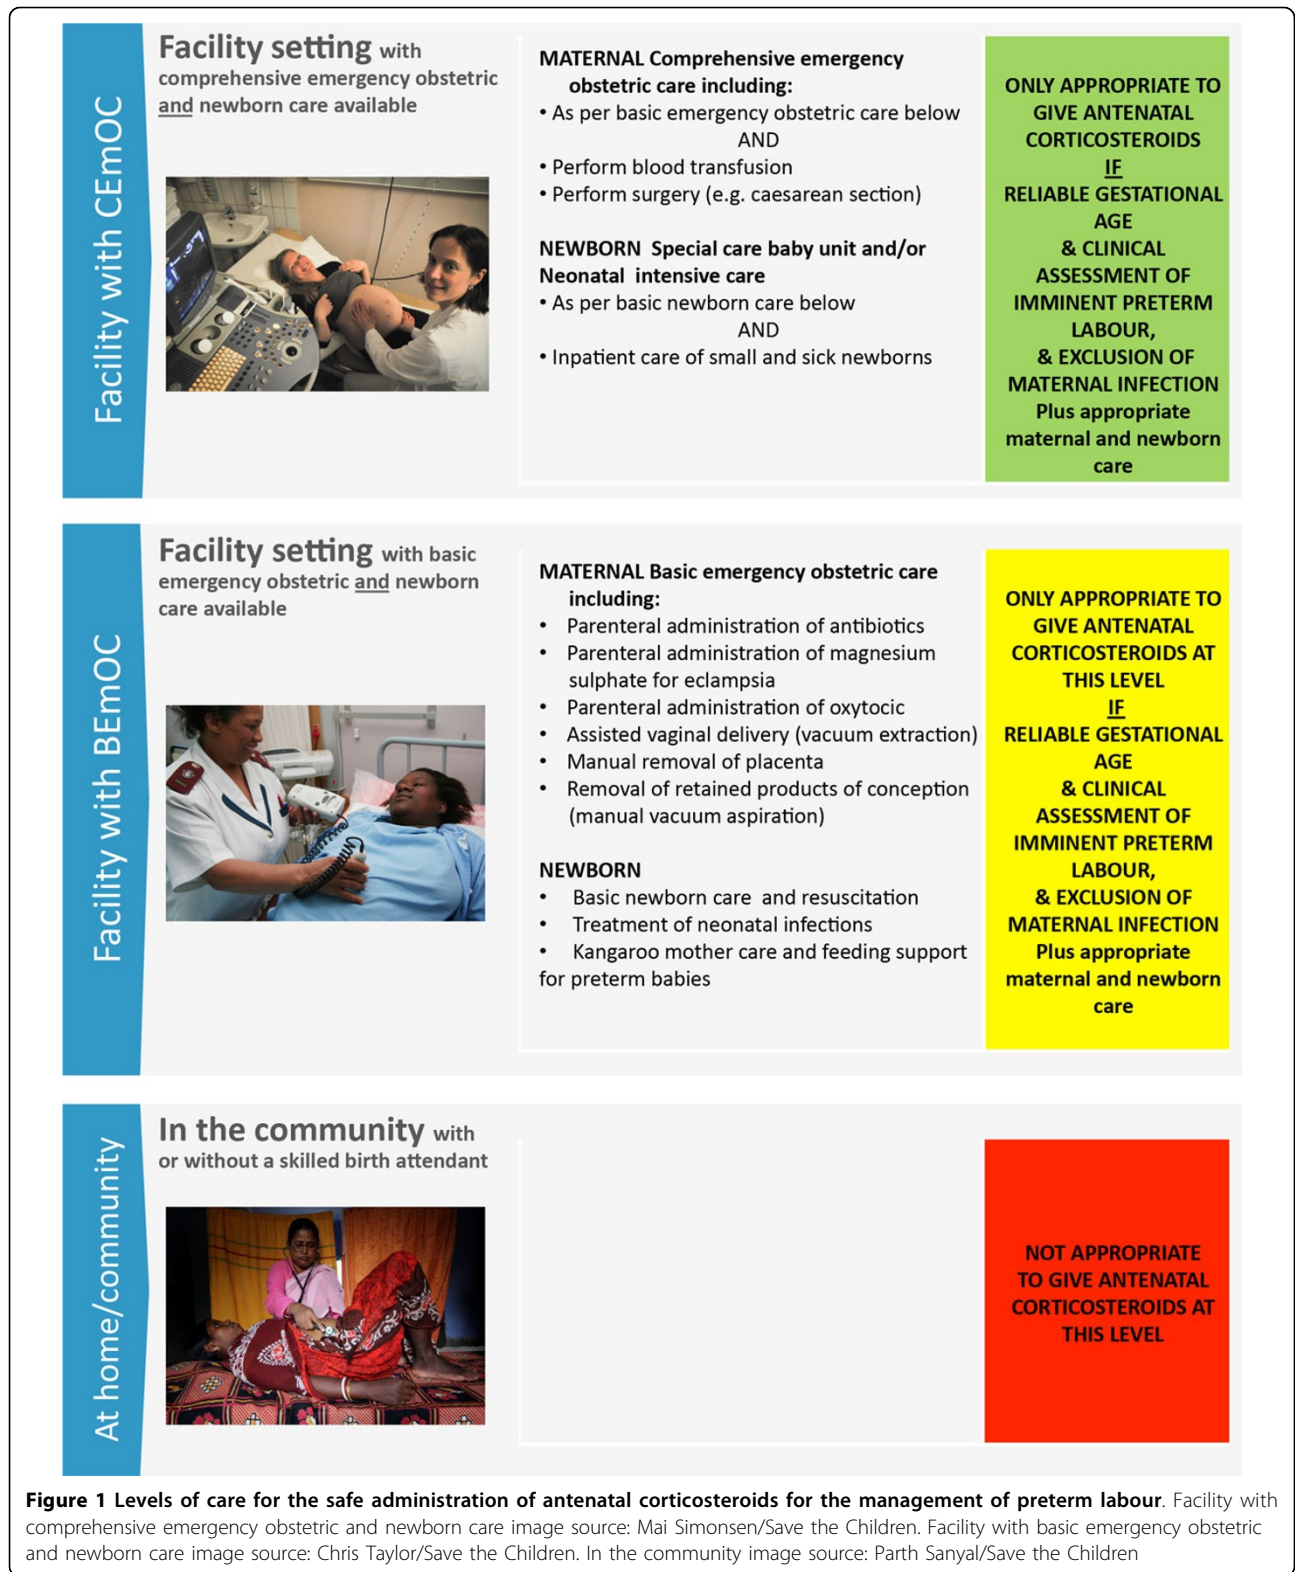 Facility with CEmOC
Facility setting with
comprehensive emergency obstetric
and newborn care available
MATERNAL Comprehensive emergency
obstetric care including:
• As per basic emergency obstetric care below
AND
• Perform blood transfusion
• Perform surgery (e.g. caesarean section)
NEWBORN Special care baby unit and/or
Neonatal intensive care
• As per basic newborn care below
AND
• Inpatient care of small and sick newborns
ONLY APPROPRIATE TO
GIVE ANTENATAL
CORTICOSTEROIDS
IF
RELIABLE GESTATIONAL
AGE
& CLINICAL
ASSESSMENT OF
IMMINENT PRETERM
LABOUR,
& EXCLUSION OF
MATERNAL INFECTION
Plus appropriate
maternal and newborn
care
Facility with BEmOC
Facility setting with basic
emergency obstetric and newborn
care available
MATERNAL Basic emergency obstetric care
including:
• Parenteral administration of antibiotics
• Parenteral administration of magnesium
sulphate for eclampsia
• Parenteral administration of oxytocic
• Assisted vaginal delivery (vacuum extraction)
• Manual removal of placenta
• Removal of retained products of conception
(manual vacuum aspiration)
NEWBORN
• Basic newborn care and resuscitation
• Treatment of neonatal infections
• Kangaroo mother care and feeding support
for preterm babies
ONLY APPROPRIATE TO
GIVE ANTENATAL
CORTICOSTEROIDS AT
THIS LEVEL
IF
RELIABLE GESTATIONAL
AGE
& CLINICAL
ASSESSMENT OF
IMMINENT PRETERM
LABOUR,
& EXCLUSION OF
MATERNAL INFECTION
Plus appropriate
maternal and newborn
care
At home/community
In the community with
or without a skilled birth attendant
NOT APPROPRIATE
TO GIVE ANTENATAL
CORTICOSTEROIDS AT
THIS LEVEL
Figure 1 Levels of care for the safe administration of antenatal corticosteroids for the management of preterm labour. Facility with
comprehensive emergency obstetric and newborn care image source: Mai Simonsen/Save the Children. Facility with basic emergency obstetric
and newborn care image source: Chris Taylor/Save the Children. In the community image source: Parth Sanyal/Save the Children